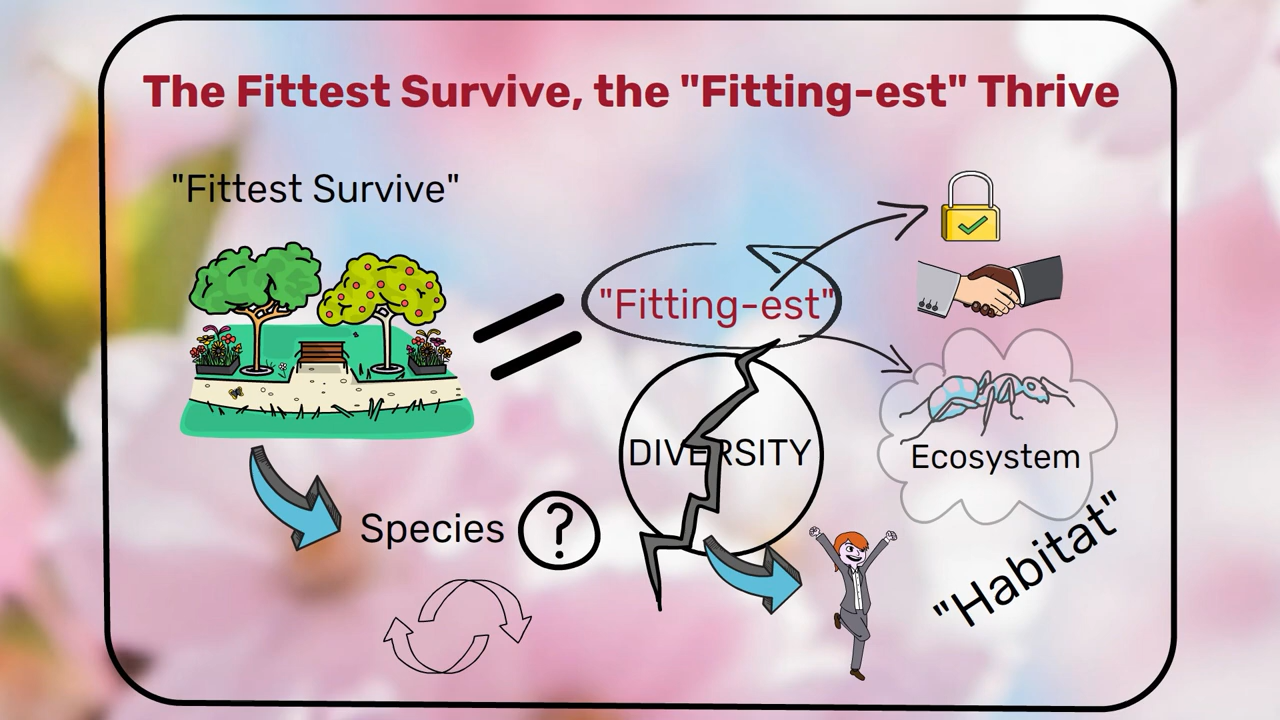 The Fittest Survive, the "Fitting-est" Thrive
"Fittest Survive"
"Fitting-est"
DIVERSITY
Ecosystem
Species ?
"Habitat"